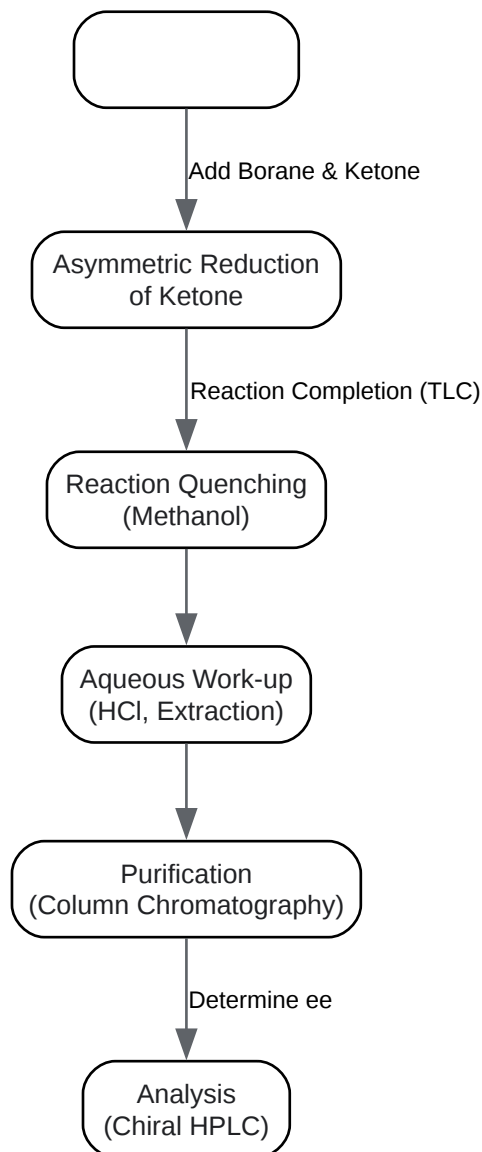 Add Borane & Ketone
Asymmetric Reduction
of Ketone
Reaction Completion (TLC)
Reaction Quenching
(Methanol)
Aqueous Work-up
(HCl, Extraction)
Purification
(Column Chromatography)
Determine ee
Analysis
(Chiral HPLC)